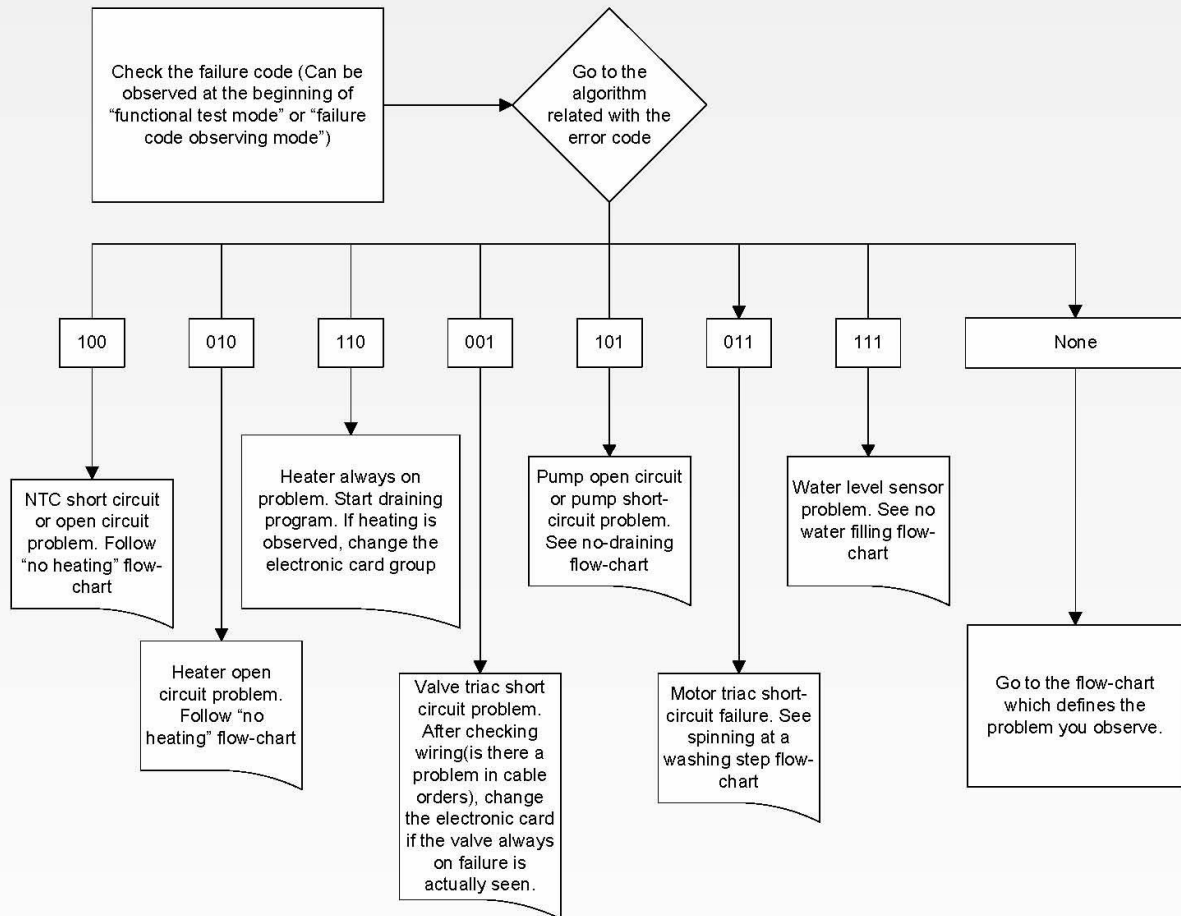 Check the failure code (Can be
observed at the beginning of
“functional test mode” or “failure
code observing mode”)
Go to the
algorithm
related with the
error code
100
010
110
001
101
011
111
None
NTC short circuit
or open circuit
problem. Follow
“no heating” flow-
chart
Heater open
circuit problem.
Follow “no
heating” flow-chart
Heater always on
problem. Start draining
program. If heating is
observed, change the
electronic card group
Valve triac short
circuit problem.
After checking
wiring(is there a
problem in cable
orders), change
the electronic card
if the valve always
on failure is
actually seen.
Pump open circuit
or pump short-
circuit problem.
See no-draining
flow-chart
Motor triac short-
circuit failure. See
spinning at a
washing step flow-
chart
Water level sensor
problem. See no
water filling flow-
chart
Go to the flow-chart
which defines the
problem you observe.